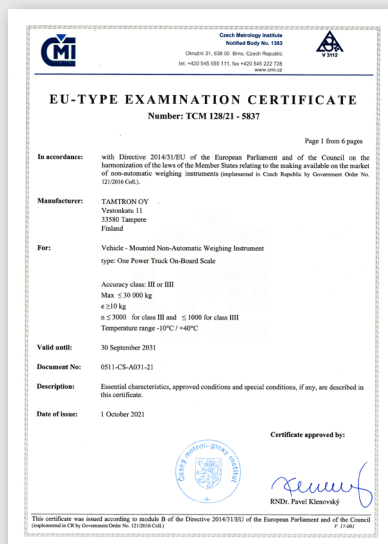 Czech Metrology Institute
Notified Body No. 1383
Okružní 31, 638 00 Brno, Czech Republic
tel. +420 545 555 111, fax +420 545 222 728
www.cmi.cz
CMI
V 3112
EU-TYPE EXAMINATION CERTIFICATE
Number: TCM 128/21 - 5837
Page 1 from 6 pages
In accordance: with Directive 2014/31/EU of the European Parliament and of the Council on the
harmonization of the laws of the Member States relating to the making available on the market
of non-automatic weighing instruments (implemented in Czech Republic by Government Order No.
121/2016 Coll.).
Manufacturer: TAMTRON OY
Vestonkatu 11
33580 Tampere
Finland
For: Vehicle - Mounted Non-Automatic Weighing Instrument
type: One Power Truck On-Board Scale
Accuracy class: III or IIII
Max ≤ 30 000 kg
e ≥10 kg
n ≤ 3000 for class III and ≤ 1000 for class IIII
Temperature range -10°C / +40°C
Valid until: 30 September 2031
Document No: 0511-CS-A031-21
Description: Essential characteristics, approved conditions and special conditions, if any, are described in
this certificate.
Date of issue: 1 October 2021
Certificate approved by:
Český metrologický institut
RNDr. Pavel Klenovský
This certificate was issued according to module B of the Directive 2014/31/EU of the European Parliament and of the Council
(implemented in CR by Government Order No. 121/2016 Coll.)